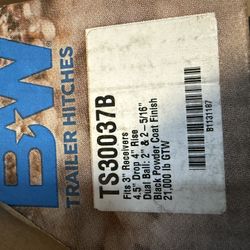 B&W
TRAILER HITCHES
TS30037B
Fits 3" Receivers
4.5" Drop 4" Rise
Dual Ball: 2" & 2-5/16"
Black Powder Coat Finish
21,000 lb GTW
B1131167